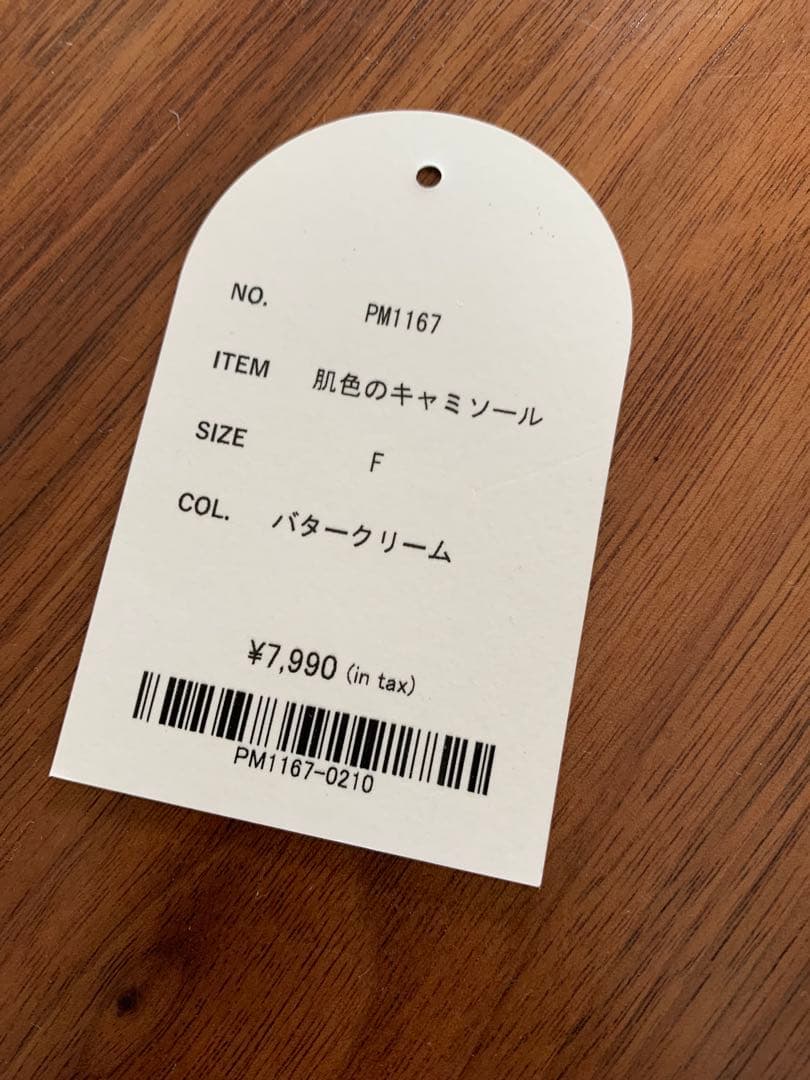 NO. PM1167
ITEM 肌色のキャミソール
SIZE F
COL. バタークリーム
¥7,990 (in tax)
PM1167-0210